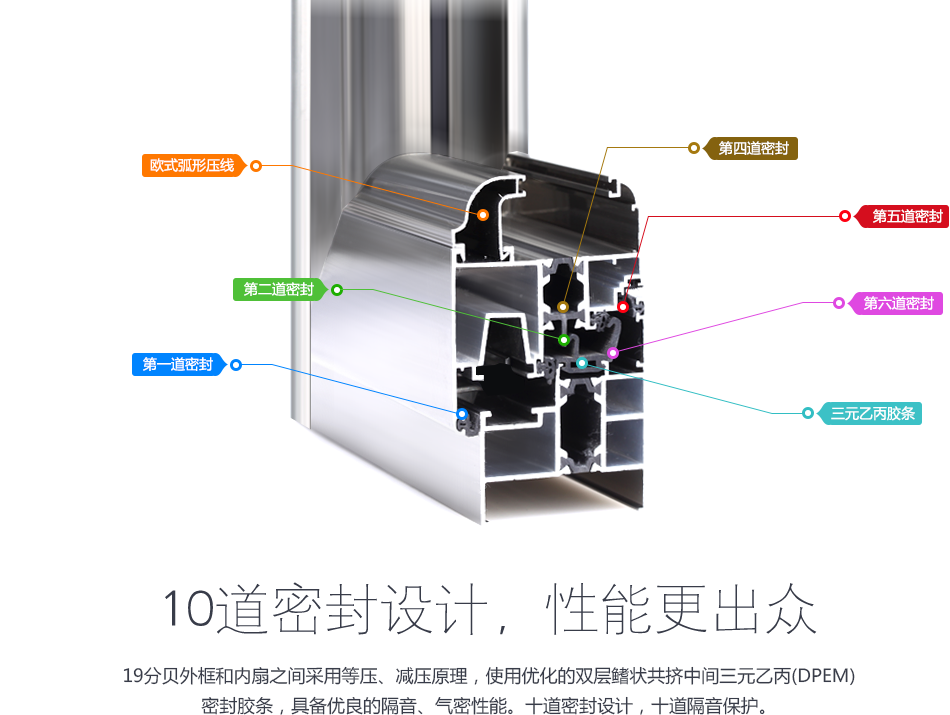 第四道密封
欧式弧形压线
第五道密封
第二道密封
第六道密封
第一道密封
三元乙丙胶条
10道密封设计，性能更出众
19分贝外框和内扇之间采用等压、减压原理，使用优化的双层鳍状共挤中间三元乙丙(DPEM)
密封胶条，具备优良的隔音、气密性能。十道密封设计，十道隔音保护。